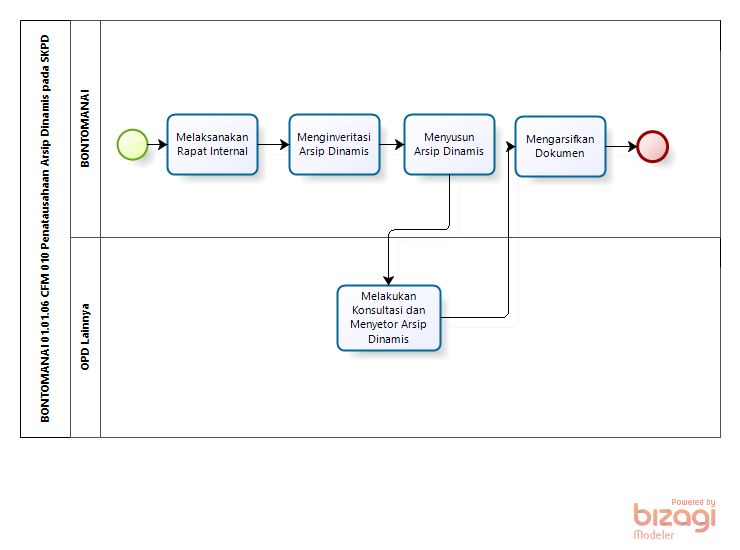 BONTOMANAI 01.01.06 CFM 010 Penatausahaan Arsip Dinamis pada SKPD
BONTOMANAI
Melaksanakan
Rapat Internal
Menginveritasi
Arsip Dinamis
Menyusun
Arsip Dinamis
Mengarsifkan
Dokumen
OPD Lainnya
Melakukan
Konsultasi dan
Menyetor Arsip
Dinamis
Powered by
bizagi
Modeler